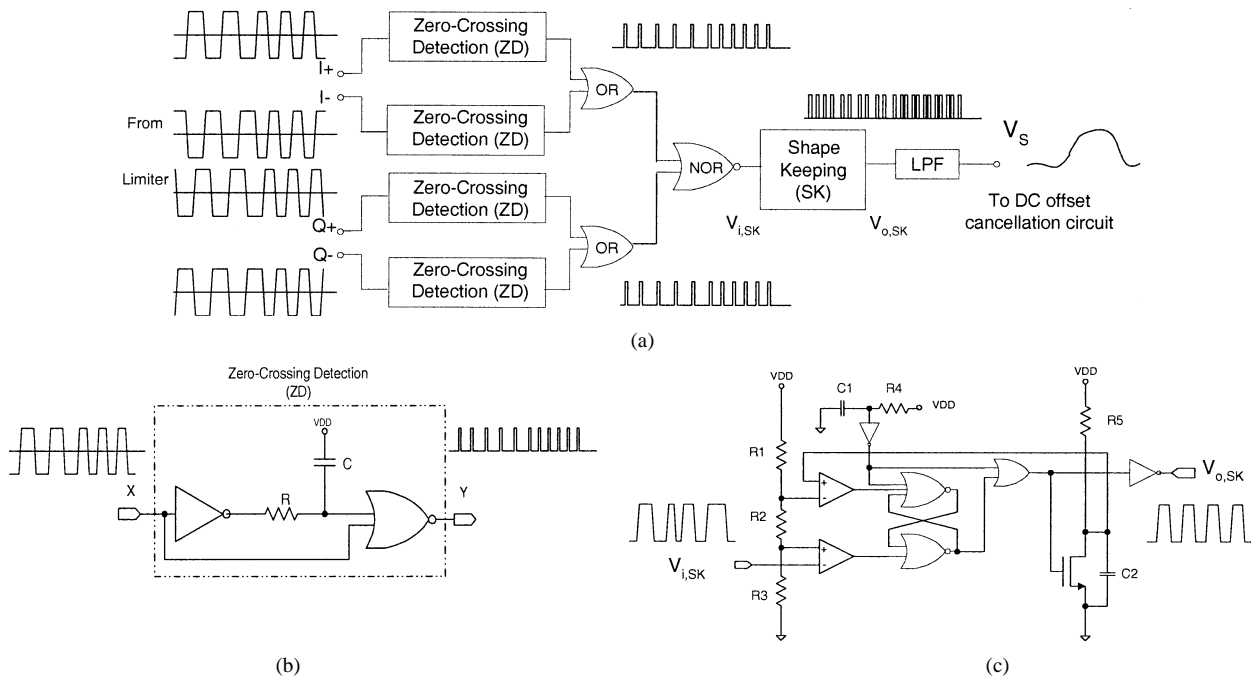 Zero-Crossing
Detection (ZD)
I+
OR
I-
From
Zero-Crossing
Detection (ZD)
Limiter
NOR
Shape
Keeping
(SK)
LPF
V_S
To DC offset
cancellation circuit
Zero-Crossing
Detection (ZD)
Q+
V_i,SK
V_o,SK
Q-
OR
Zero-Crossing
Detection (ZD)
(a)
Zero-Crossing Detection
(ZD)
VDD
C
X
R
Y
(b)
VDD
C1
R4
VDD
VDD
R5
R1
+
-
R2
V_o,SK
+
-
V_i,SK
R3
C2
(c)